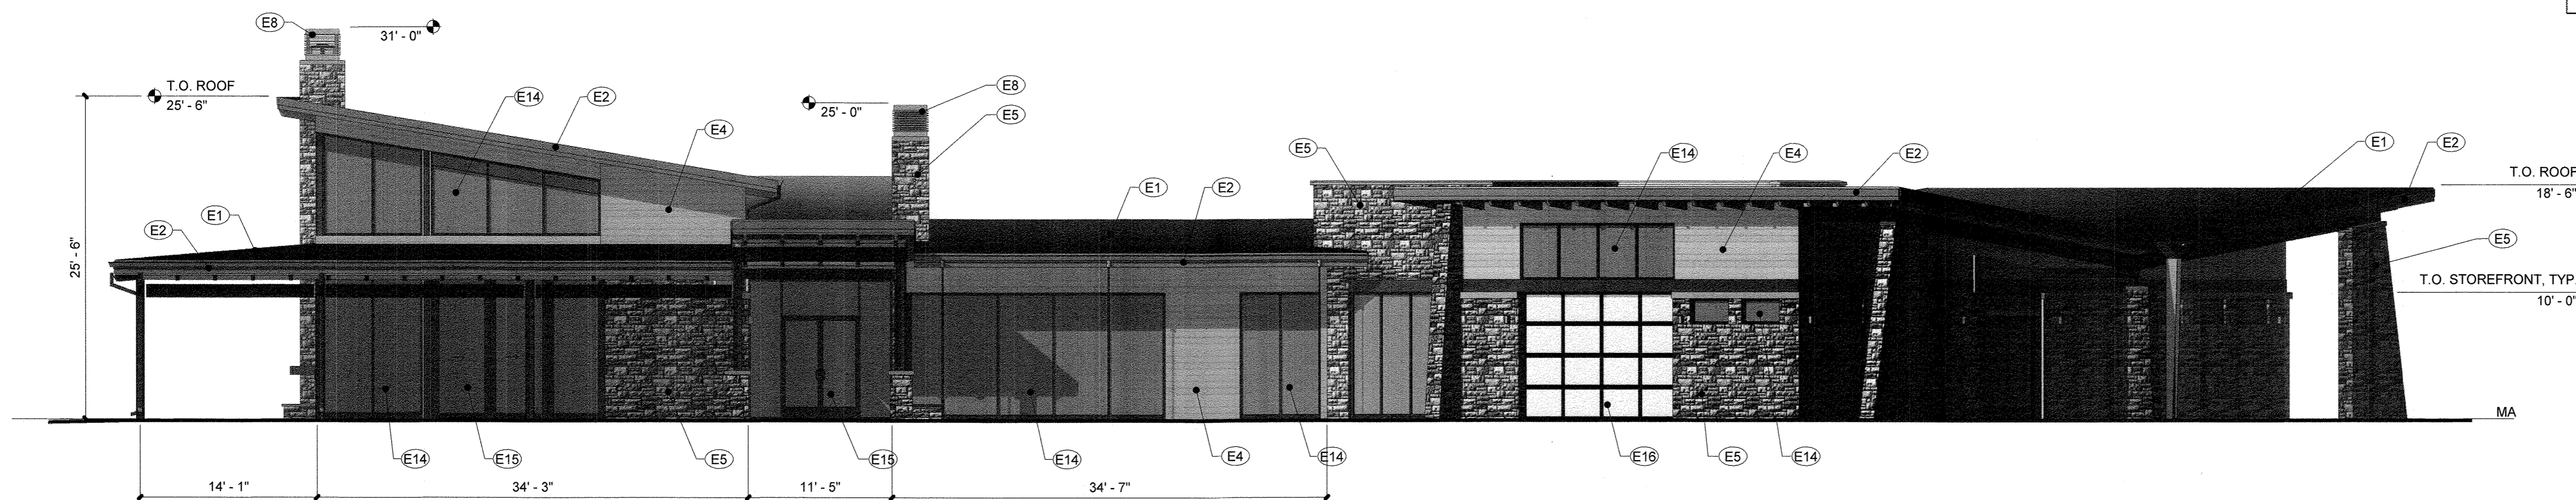 E8
31' - 0"
T.O. ROOF
25' - 6"
E14
E2
25' - 0"
E8
E4
E5
E5
E14
E4
E2
E1
E2
T.O. ROOF
18' - 6"
E2
E1
E1
E2
E5
25' - 6"
T.O. STOREFRONT, TYP.
10' - 0"
MA
E14
E15
E5
E15
E14
E4
E14
E16
E5
E14
14' - 1"
34' - 3"
11' - 5"
34' - 7"